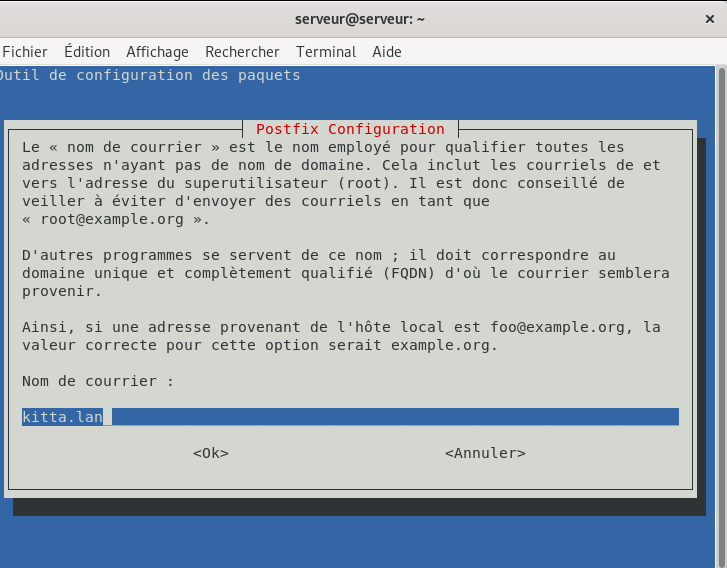 serveur@serveur: ~
Fichier Édition Affichage Rechercher Terminal Aide
Outil de configuration des paquets
Postfix Configuration
Le « nom de courrier » est le nom employé pour qualifier toutes les
adresses n'ayant pas de nom de domaine. Cela inclut les courriels de et
vers l'adresse du superutilisateur (root). Il est donc conseillé de
veiller à éviter d'envoyer des courriels en tant que
« root@example.org ».
D'autres programmes se servent de ce nom ; il doit correspondre au
domaine unique et complètement qualifié (FQDN) d'où le courrier semblera
provenir.
Ainsi, si une adresse provenant de l'hôte local est foo@example.org, la
valeur correcte pour cette option serait example.org.
Nom de courrier :
kitta.lan
<Ok> <Annuler>